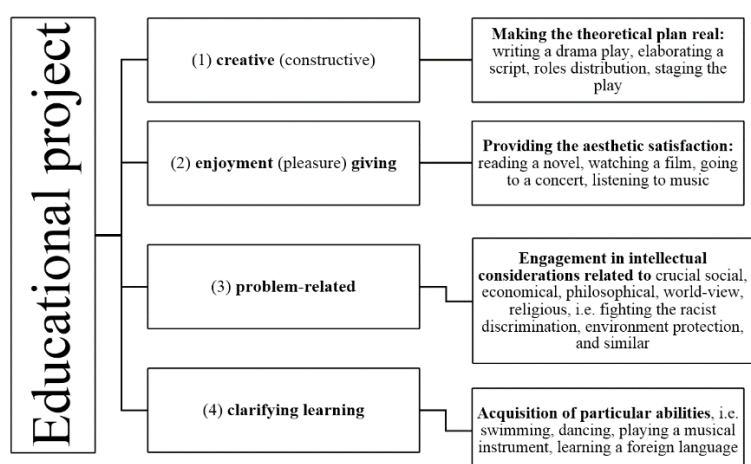 Educational project
(1) creative (constructive)
Making the theoretical plan real:
writing a drama play, elaborating a
script, roles distribution, staging the
play
(2) enjoyment (pleasure) giving
Providing the aesthetic satisfaction:
reading a novel, watching a film, going
to a concert, listening to music
(3) problem-related
Engagement in intellectual
considerations related to crucial social,
economical, philosophical, world-view,
religious, i.e. fighting the racist
discrimination, environment protection,
and similar
(4) clarifying learning
Acquisition of particular abilities, i.e.
swimming, dancing, playing a musical
instrument, learning a foreign language